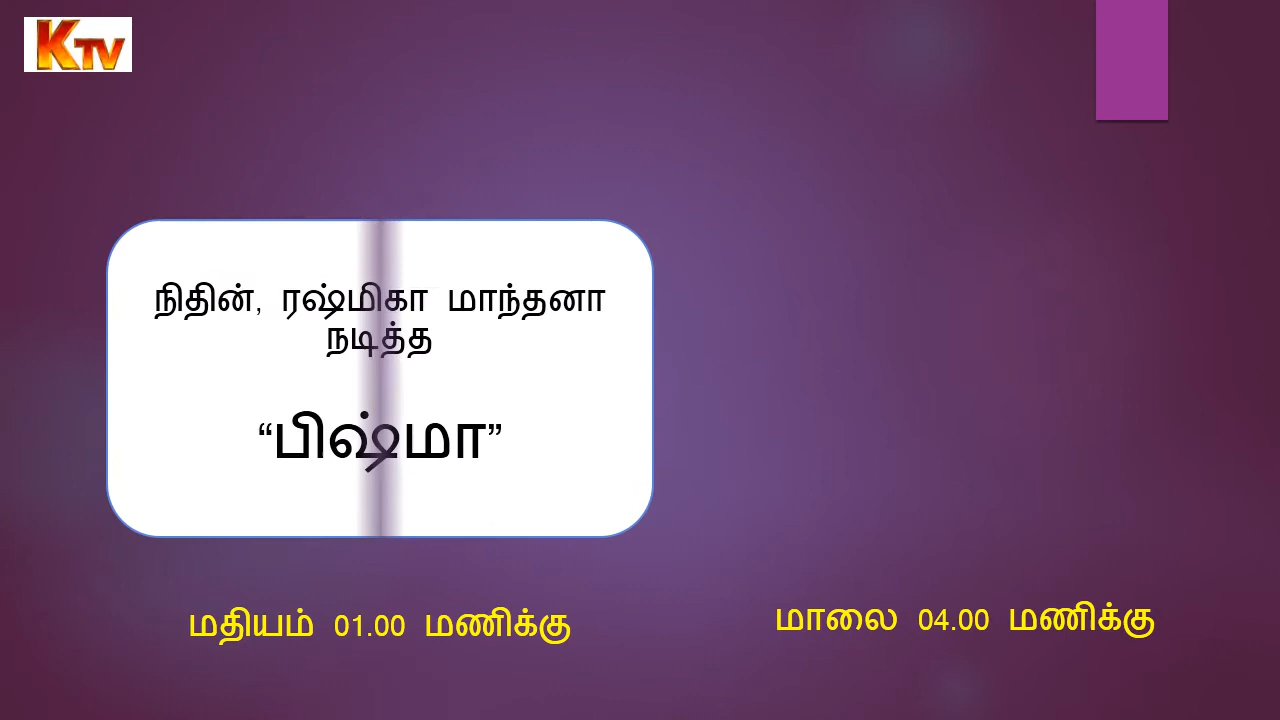 KTV
நிதின், ரஷ்மிகா மாந்தனா
நடித்த
“பிஷ்மா”
மதியம் 01.00 மணிக்கு
மாலை 04.00 மணிக்கு